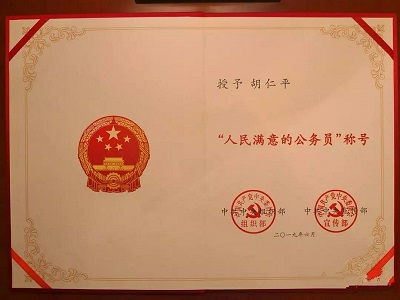 授予 胡仁平
“人民满意的公务员”称号
组织部
宣传部
二〇一九年六月